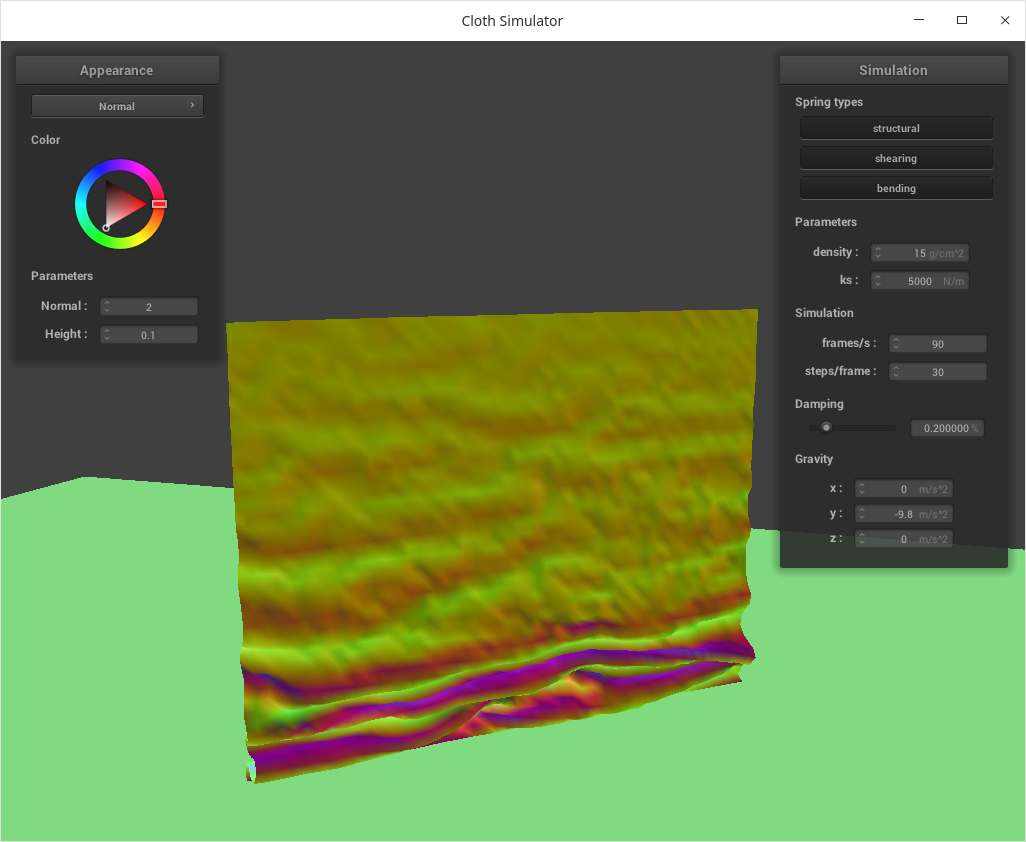 Cloth Simulator
Appearance
Normal
Color
Parameters
Normal : 2
Height : 0.1
Simulation
Spring types
structural
shearing
bending
Parameters
density : 15 g/cm^2
ks : 5000 N/m
Simulation
frames/s : 90
steps/frame : 30
Damping
0.200000 %
Gravity
x : 0 m/s^2
y : -9.8 m/s^2
z : 0 m/s^2